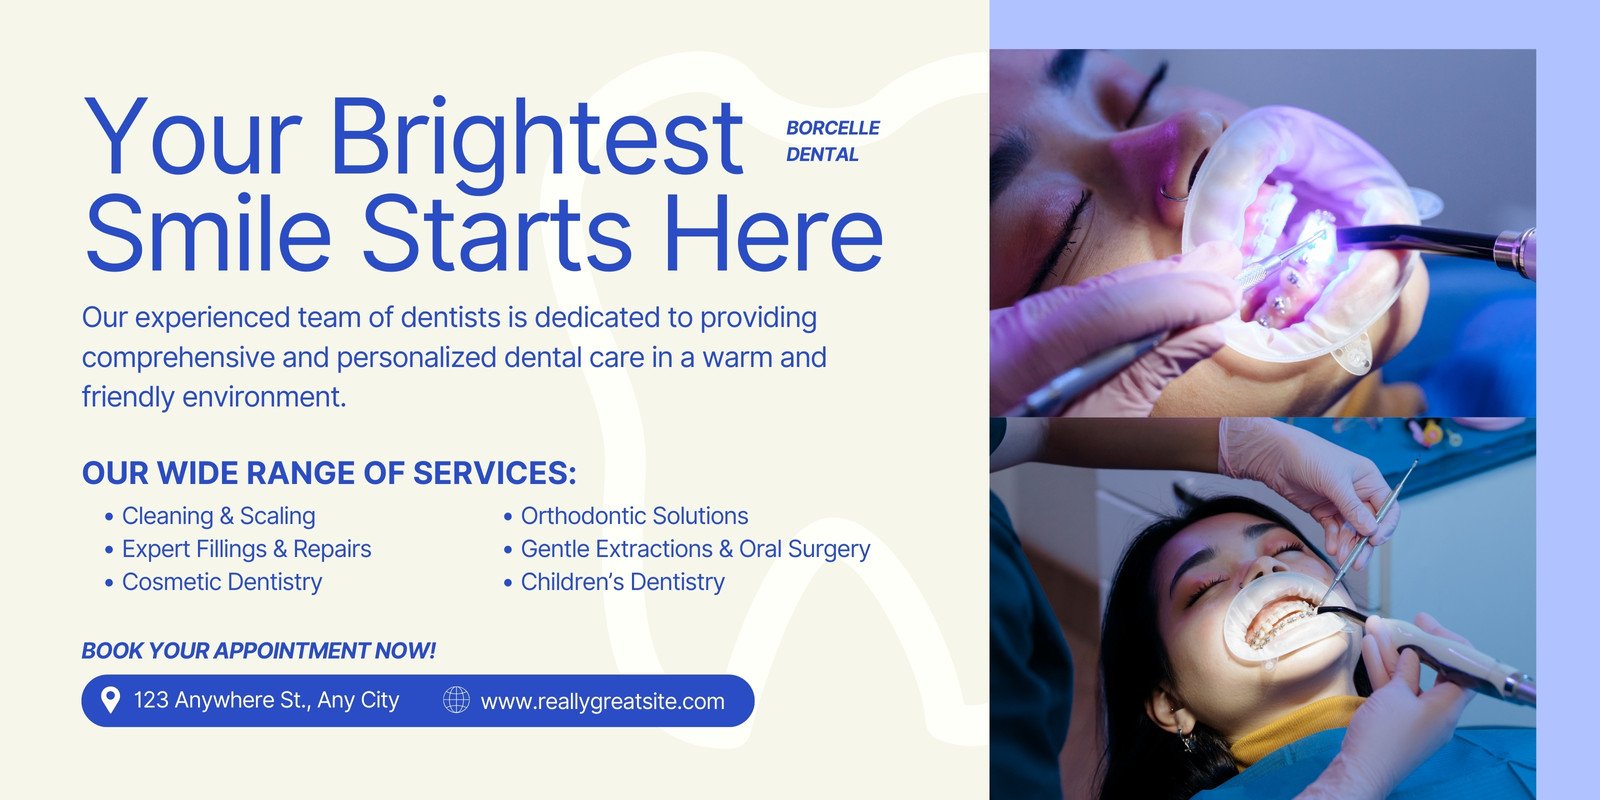 Your Brightest
Smile Starts Here
BORCELLE
DENTAL
Our experienced team of dentists is dedicated to providing
comprehensive and personalized dental care in a warm and
friendly environment.
OUR WIDE RANGE OF SERVICES:
• Cleaning & Scaling
• Expert Fillings & Repairs
• Cosmetic Dentistry
• Orthodontic Solutions
• Gentle Extractions & Oral Surgery
• Children’s Dentistry
BOOK YOUR APPOINTMENT NOW!
123 Anywhere St., Any City
www.reallygreatsite.com